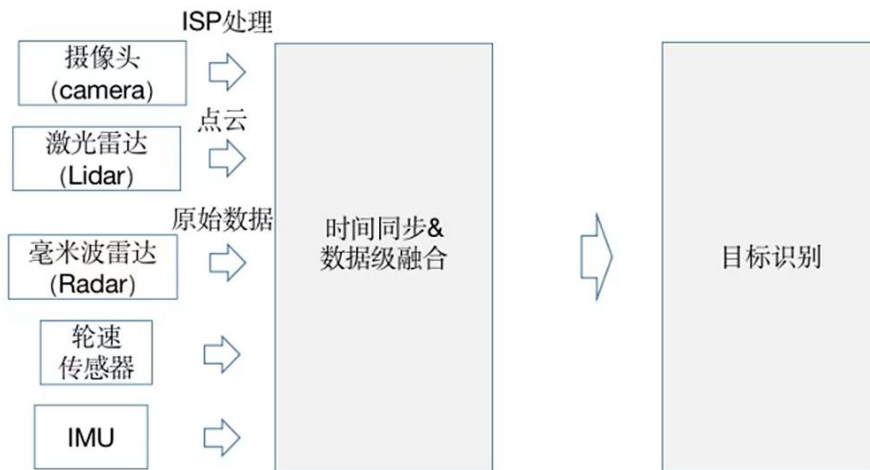 ISP处理
摄像头
(camera)
点云
激光雷达
(Lidar)
原始数据
毫米波雷达
(Radar)
轮速
传感器
IMU
时间同步&
数据级融合
目标识别